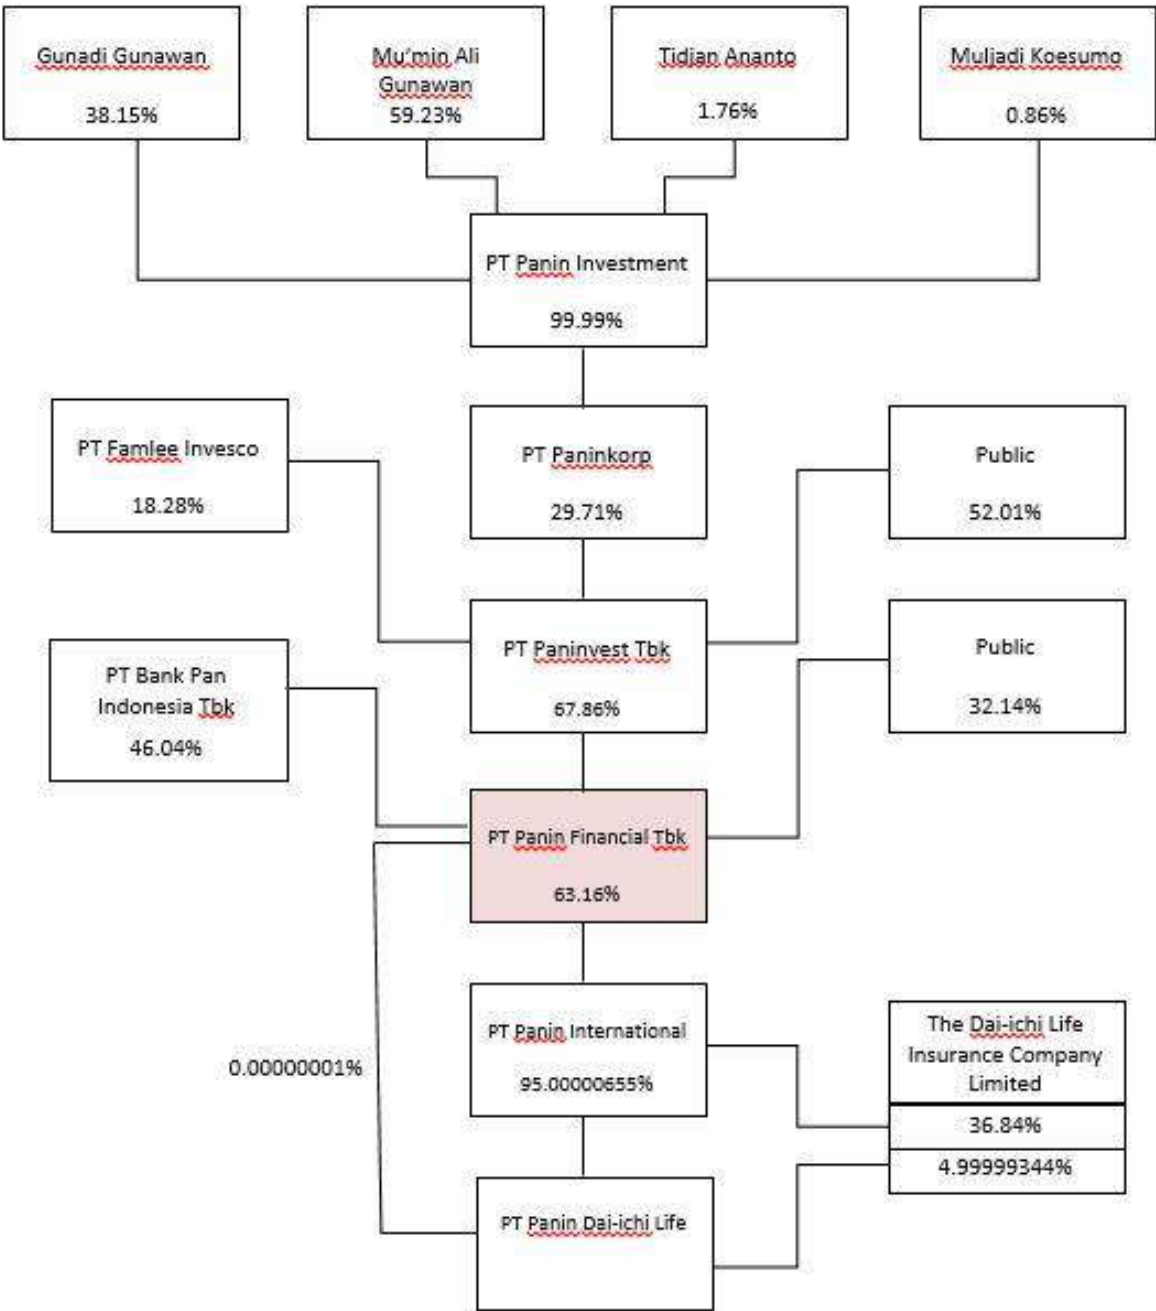 Gunadi Gunawan
38.15%
Mu'min Ali
Gunawan
59.23%
Tidjan Ananto
1.76%
Muljadi Koesumo
0.86%
PT Panin Investment
99.99%
PT Famlee Invesco
18.28%
PT Paninkorp
29.71%
Public
52.01%
PT Bank Pan
Indonesia Tbk
46.04%
PT Paninvest Tbk
67.86%
Public
32.14%
PT Panin Financial Tbk
63.16%
0.00000001%
PT Panin International
95.00000655%
The Dai-ichi Life
Insurance Company
Limited
36.84%
4.99999344%
PT Panin Dai-ichi Life